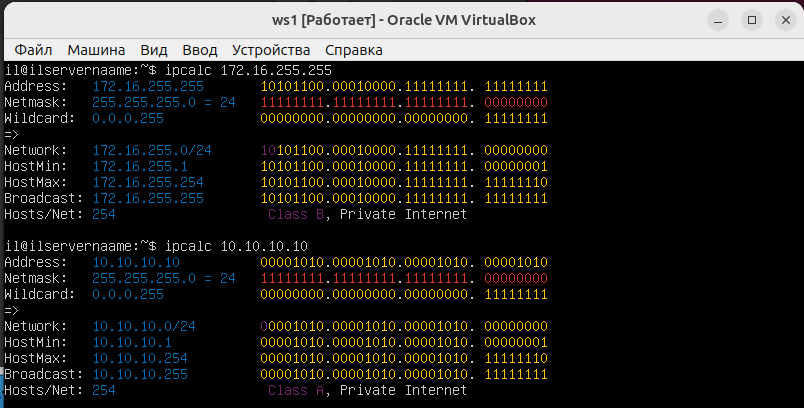 ws1 [Работает] - Oracle VM VirtualBox
Файл Машина Вид Ввод Устройства Справка
il@ilservernaame:~$ ipcalc 172.16.255.255
Address:   172.16.255.255       10101100.00010000.11111111. 11111111
Netmask:   255.255.255.0 = 24   11111111.11111111.11111111. 00000000
Wildcard:  0.0.0.255            00000000.00000000.00000000. 11111111
=>
Network:   172.16.255.0/24      10101100.00010000.11111111. 00000000
HostMin:   172.16.255.1         10101100.00010000.11111111. 00000001
HostMax:   172.16.255.254       10101100.00010000.11111111. 11111110
Broadcast: 172.16.255.255       10101100.00010000.11111111. 11111111
Hosts/Net: 254                   Class B, Private Internet
il@ilservernaame:~$ ipcalc 10.10.10.10
Address:   10.10.10.10          00001010.00001010.00001010. 00001010
Netmask:   255.255.255.0 = 24   11111111.11111111.11111111. 00000000
Wildcard:  0.0.0.255            00000000.00000000.00000000. 11111111
=>
Network:   10.10.10.0/24        00001010.00001010.00001010. 00000000
HostMin:   10.10.10.1           00001010.00001010.00001010. 00000001
HostMax:   10.10.10.254         00001010.00001010.00001010. 11111110
Broadcast: 10.10.10.255         00001010.00001010.00001010. 11111111
Hosts/Net: 254                   Class A, Private Internet